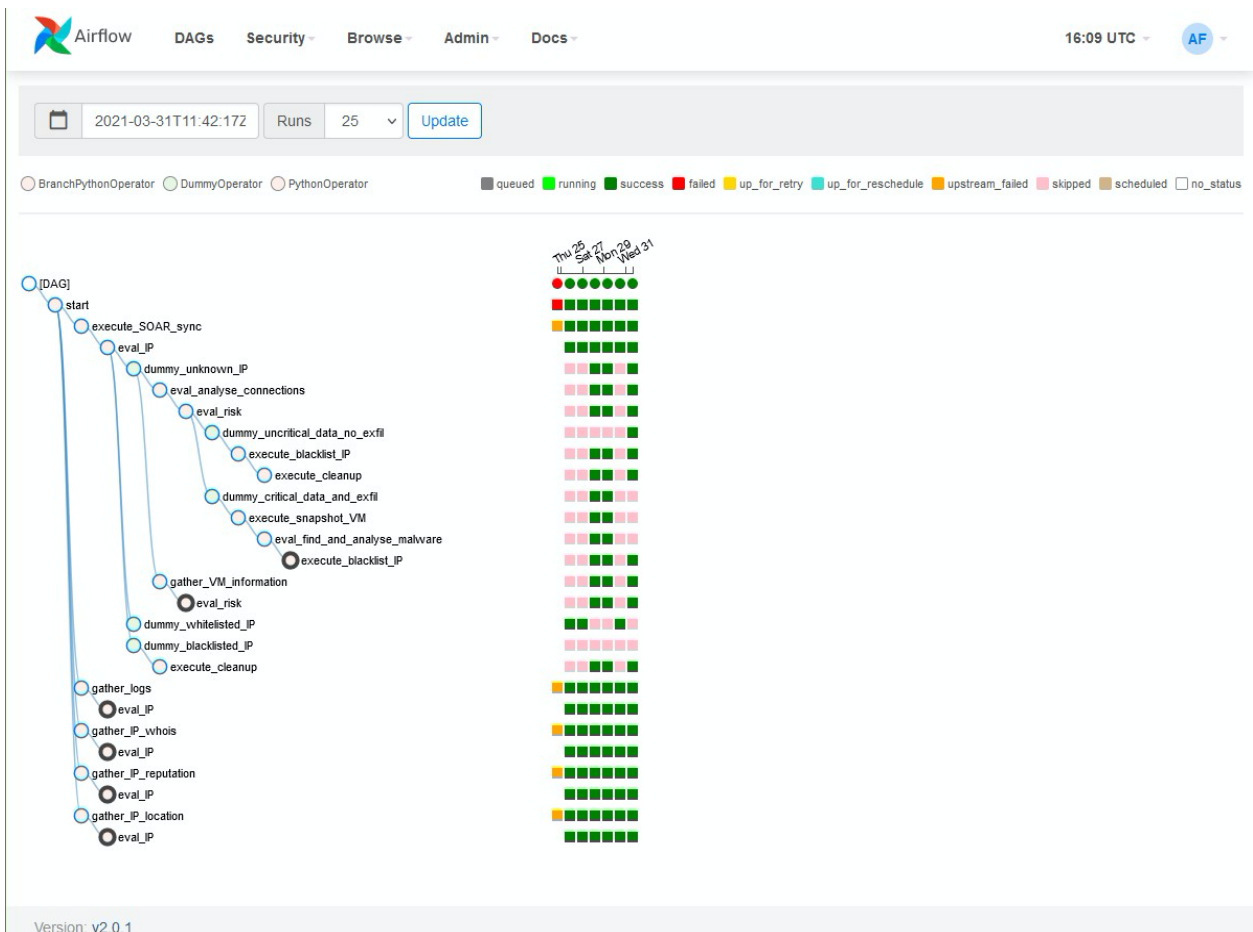 Airflow DAGs Security Browse Admin Docs 16:09 UTC AF
2021-03-31T11:42:17Z Runs 25 Update
BranchPythonOperator DummyOperator PythonOperator queued running success failed up_for_retry up_for_reschedule upstream_failed skipped scheduled no_status
Thu 25 Sat 27 Mon 29 Wed 31
[DAG]
start
execute_SOAR_sync
eval_IP
dummy_unknown_IP
eval_analyse_connections
eval_risk
dummy_uncritical_data_no_exfil
execute_blacklist_IP
execute_cleanup
dummy_critical_data_and_exfil
execute_snapshot_VM
eval_find_and_analyse_malware
execute_blacklist_IP
gather_VM_information
eval_risk
dummy_whitelisted_IP
dummy_blacklisted_IP
execute_cleanup
gather_logs
eval_IP
gather_IP_whois
eval_IP
gather_IP_reputation
eval_IP
gather_IP_location
eval_IP
Version: v2.0.1